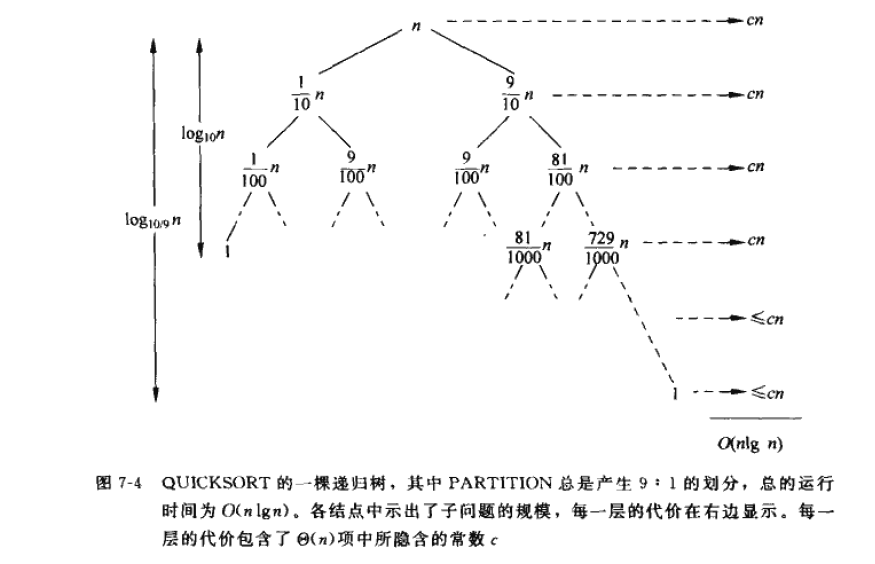 n cn
1/10 n 9/10 n cn
log₁₀n
1/100 n 9/100 n 9/100 n 81/100 n cn
log₁₀/₉ n
1 81/1000 n 729/1000 n cn
≤cn
1 ≤cn
O(nlg n)
图 7-4 QUICKSORT 的一棵递归树，其中 PARTITION 总是产生 9：1 的划分，总的运行
时间为 O(n lgn)。各结点中示出了子问题的规模，每一层的代价在右边显示。每一
层的代价包含了 Θ(n)项中所隐含的常数 c